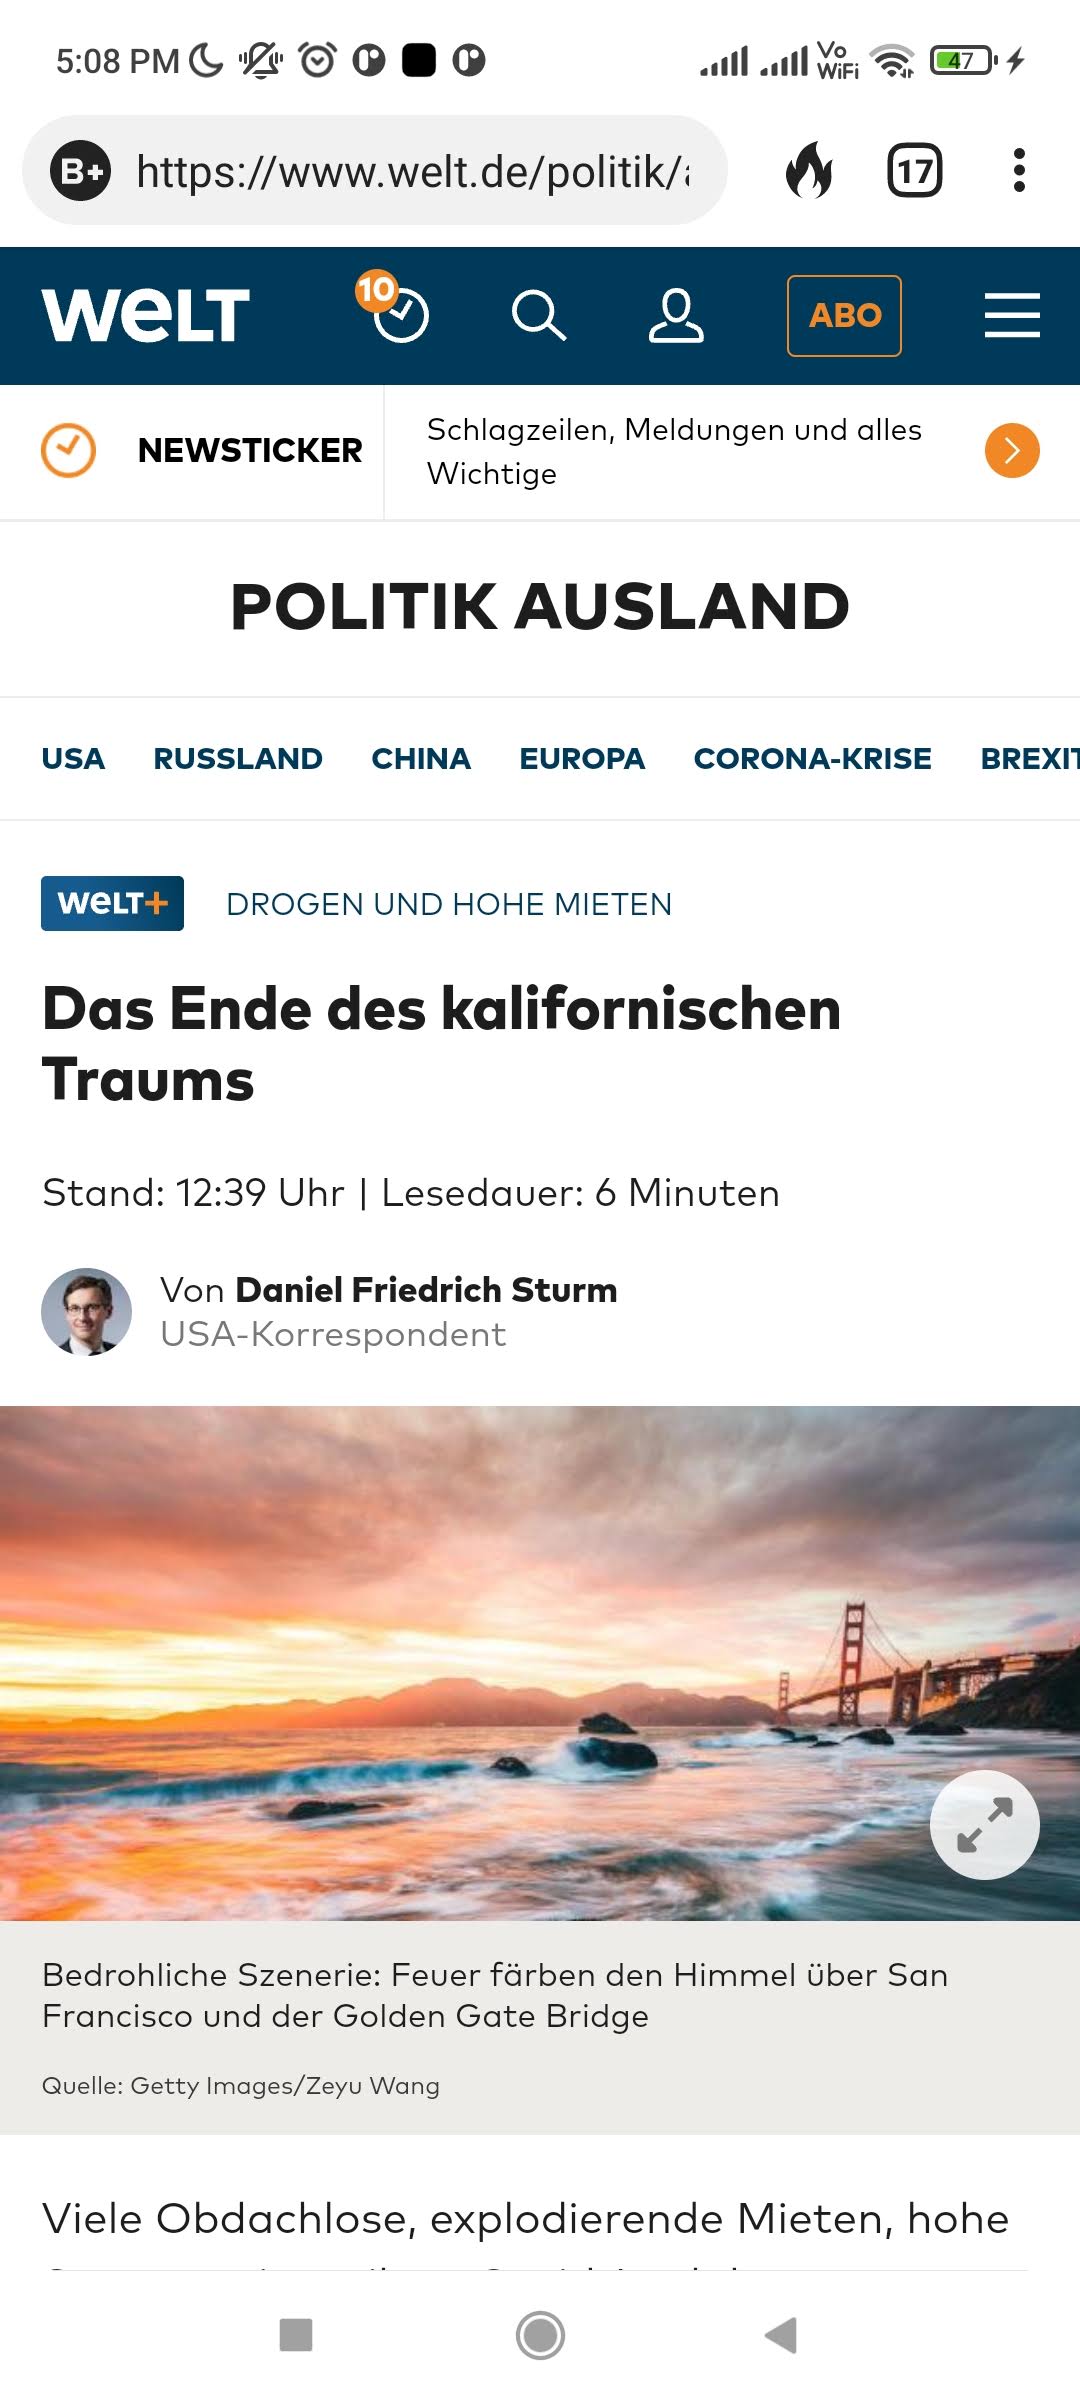 5:08 PM
Vo
WiFi
47
B+
https://www.welt.de/politik/
17
WELT
10
ABO
NEWSTICKER
Schlagzeilen, Meldungen und alles
Wichtige
POLITIK AUSLAND
USA RUSSLAND CHINA EUROPA CORONA-KRISE BREXIT
WELT+ DROGEN UND HOHE MIETEN
Das Ende des kalifornischen
Traums
Stand: 12:39 Uhr | Lesedauer: 6 Minuten
Von Daniel Friedrich Sturm
USA-Korrespondent
Bedrohliche Szenerie: Feuer färben den Himmel über San
Francisco und der Golden Gate Bridge
Quelle: Getty Images/Zeyu Wang
Viele Obdachlose, explodierende Mieten, hohe